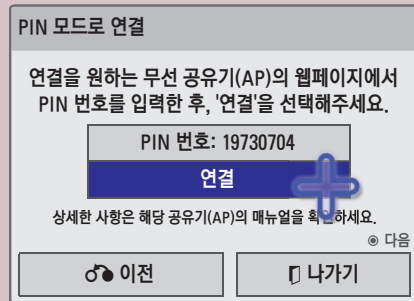 PIN 모드로 연결
연결을 원하는 무선 공유기(AP)의 웹페이지에서
PIN 번호를 입력한 후, '연결'을 선택해주세요.
PIN 번호: 19730704
연결
상세한 사항은 해당 공유기(AP)의 매뉴얼을 확인하세요.
◉ 다음
이전
나가기